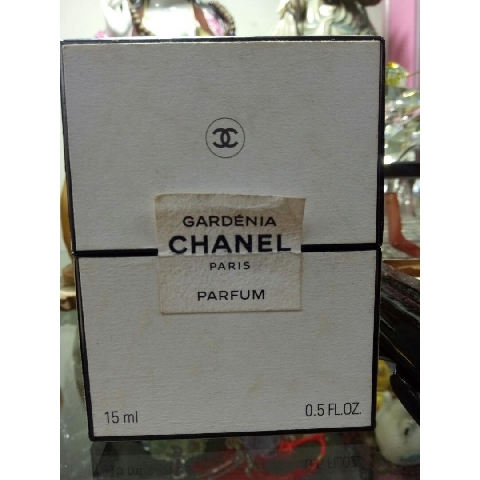 GARDÉNIA
CHANEL
PARIS
PARFUM
15 ml 0.5 FL.OZ.